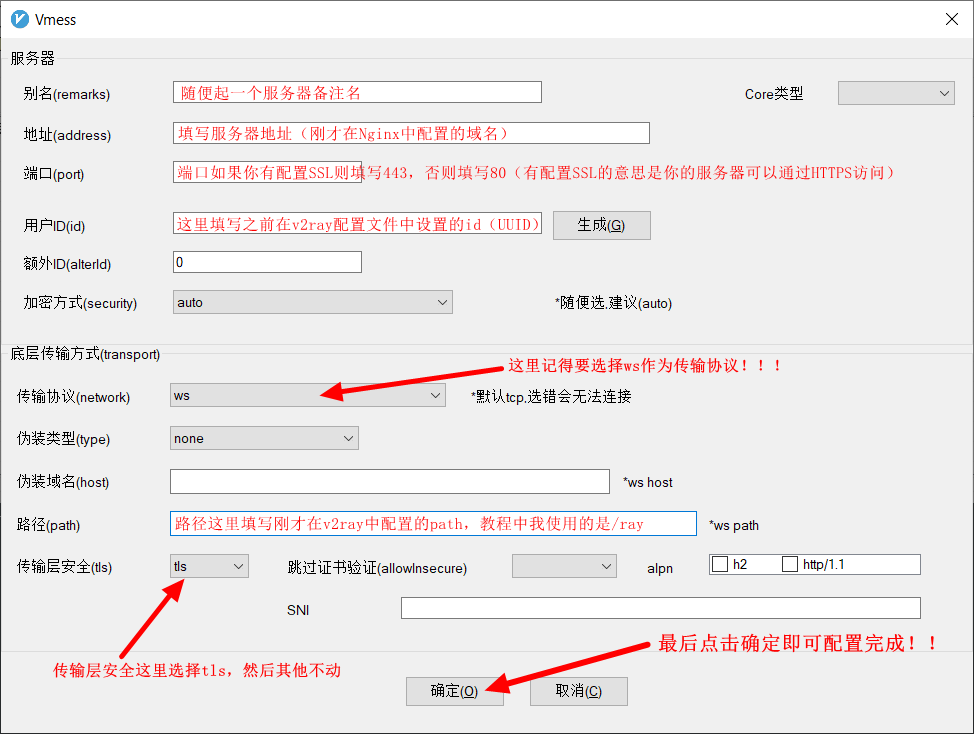 Vmess
服务器
别名(remarks) 随便起一个服务器备注名 Core类型
地址(address) 填写服务器地址（刚才在Nginx中配置的域名）
端口(port) 端口如果你有配置SSL则填写443，否则填写80（有配置SSL的意思是你的服务器可以通过HTTPS访问）
用户ID(id) 这里填写之前在v2ray配置文件中设置的id（UUID） 生成(G)
额外ID(alterId) 0
加密方式(security) auto *随便选,建议(auto)
底层传输方式(transport)
这里记得要选择ws作为传输协议！！！
传输协议(network) ws *默认tcp,选错会无法连接
伪装类型(type) none
伪装域名(host) *ws host
路径(path) 路径这里填写刚才在v2ray中配置的path，教程中我使用的是/ray *ws path
传输层安全(tls) tls 跳过证书验证(allowInsecure) alpn h2 http/1.1
SNI
最后点击确定即可配置完成！！
传输层安全这里选择tls，然后其他不动
确定(O) 取消(C)